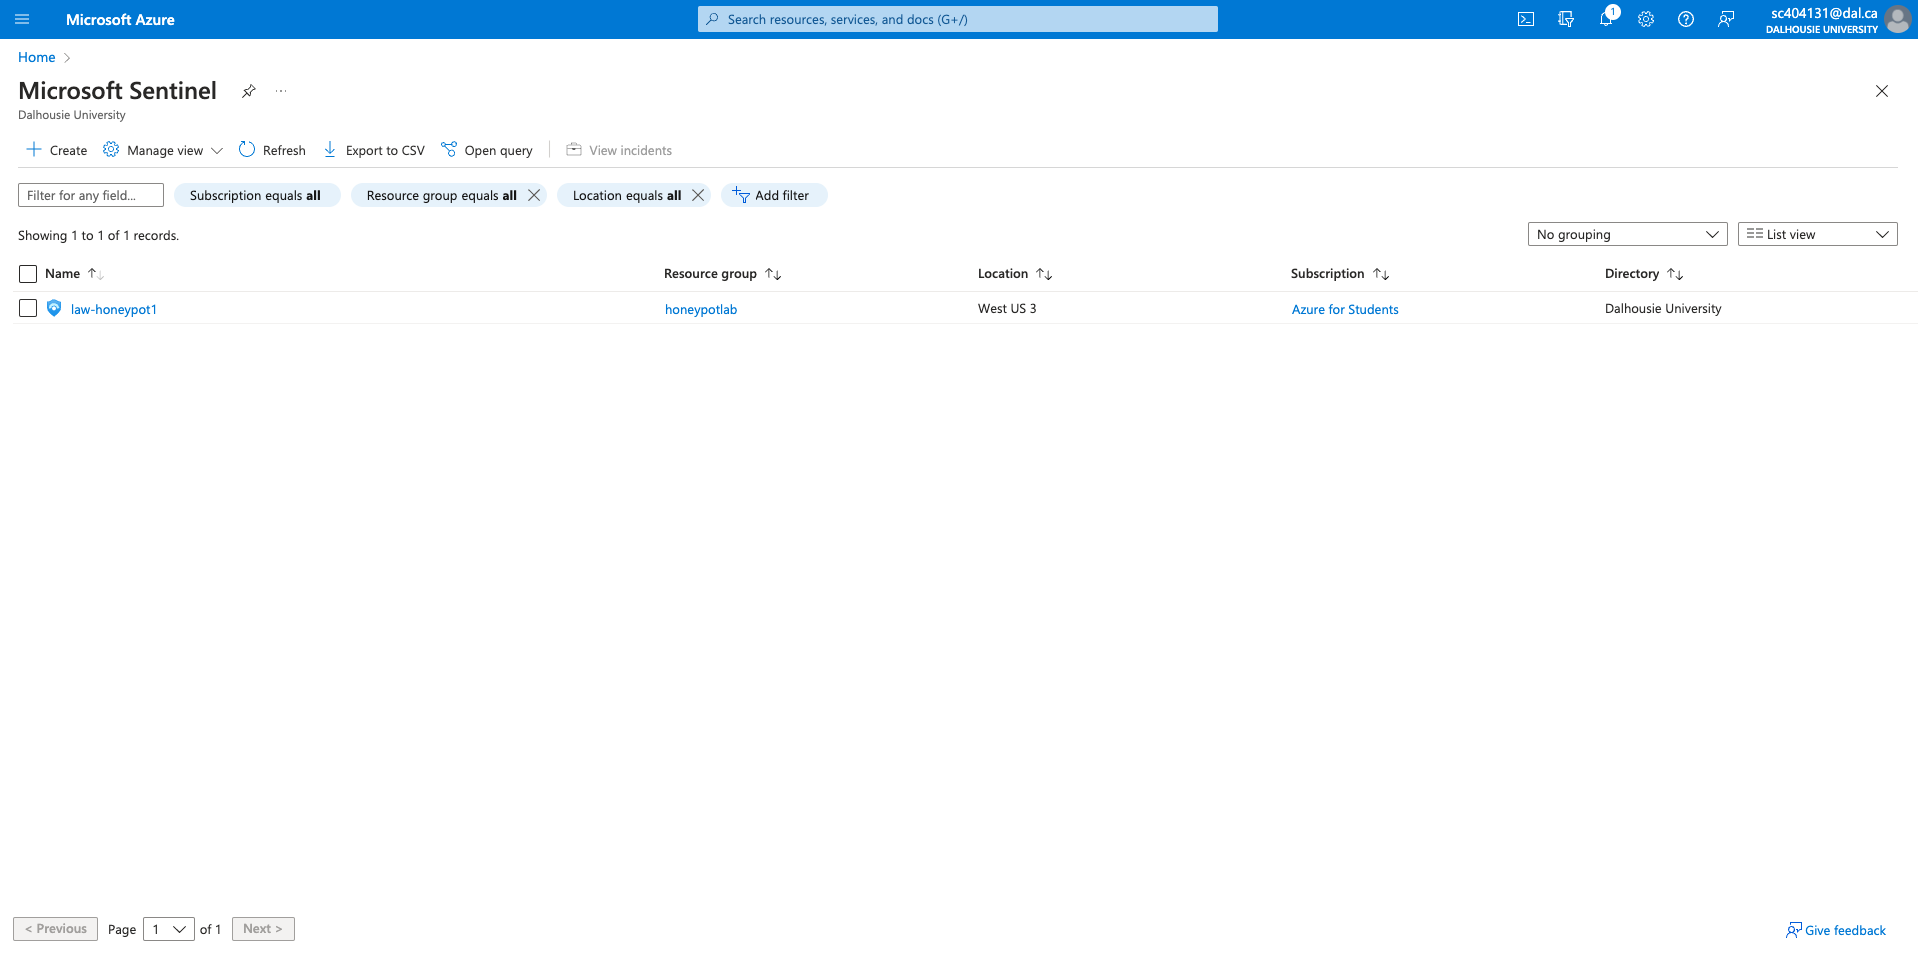 Microsoft Azure
Search resources, services, and docs (G+/)
1
sc404131@dal.ca
DALHOUSIE UNIVERSITY
Home
Microsoft Sentinel
...
Dalhousie University
Create
Manage view
Refresh
Export to CSV
Open query
View incidents
Filter for any field...
Subscription equals all
Resource group equals all
Location equals all
Add filter
Showing 1 to 1 of 1 records.
No grouping
List view
Name
Resource group
Location
Subscription
Directory
law-honeypot1
honeypotlab
West US 3
Azure for Students
Dalhousie University
< Previous
Page
1
of 1
Next >
Give feedback